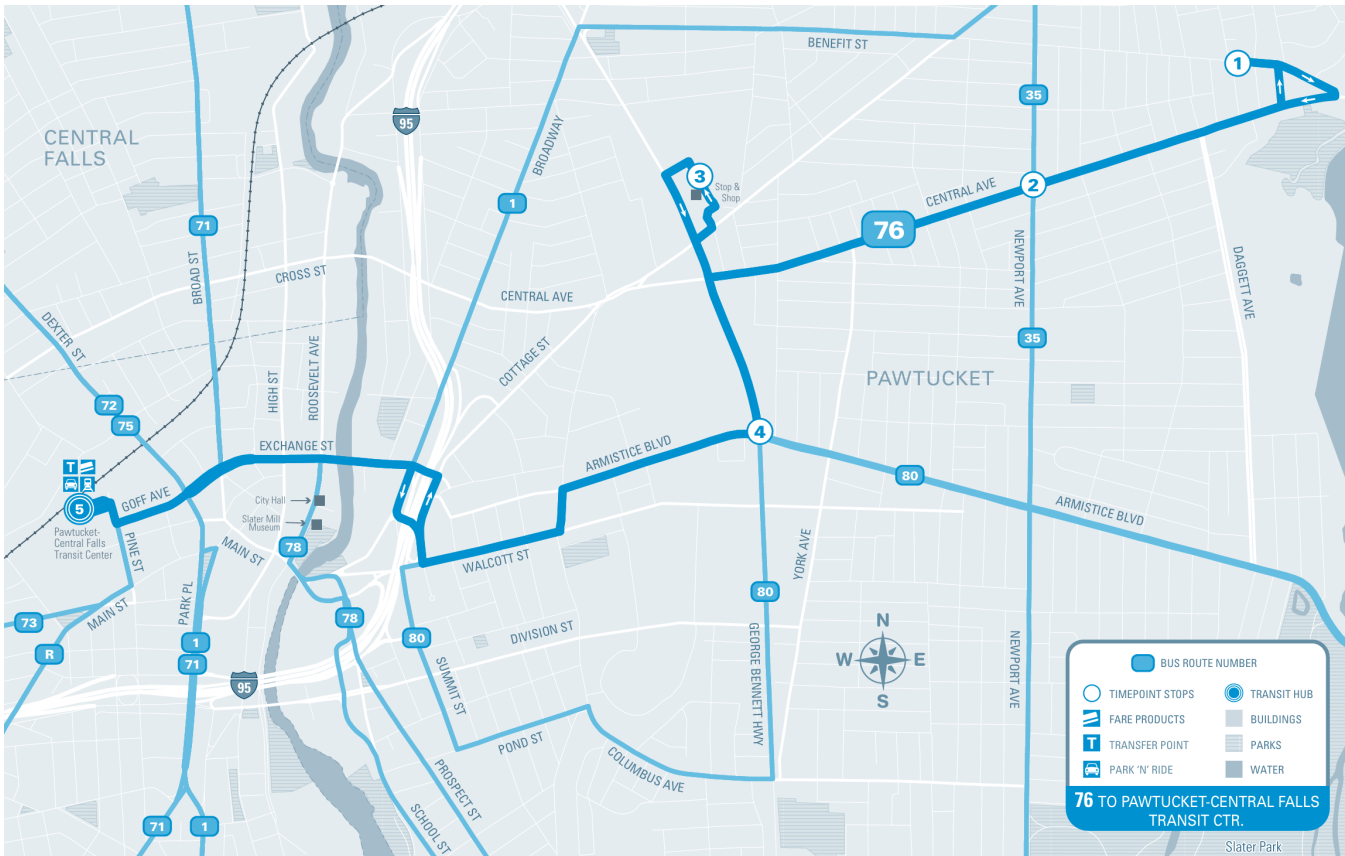 BENEFIT ST
1
35
95
CENTRAL
FALLS
BROADWAY
3
Stop &
Shop
2
CENTRAL AVE
1
71
76
NEWPORT AVE
BROAD ST
CROSS ST
DAGGETT AVE
CENTRAL AVE
DEXTER ST
35
COTTAGE ST
ROOSEVELT AVE
HIGH ST
PAWTUCKET
72
75
4
EXCHANGE ST
ARMISTICE BLVD
80
T
GOFF AVE
5
City Hall
ARMISTICE BLVD
Slater Mill
Museum
Pawtucket-
Central Falls
Transit Center
PINE ST
MAIN ST
78
WALCOTT ST
YORK AVE
80
PARK PL
MAIN ST
73
78
DIVISION ST
N
W
E
S
1
80
R
71
SUMMIT ST
GEORGE BENNETT HWY
NEWPORT AVE
95
POND ST
COLUMBUS AVE
PROSPECT ST
SCHOOL ST
71
1
BUS ROUTE NUMBER
TIMEPOINT STOPS
TRANSIT HUB
FARE PRODUCTS
BUILDINGS
T
TRANSFER POINT
PARKS
PARK 'N' RIDE
WATER
76 TO PAWTUCKET-CENTRAL FALLS
TRANSIT CTR.
Slater Park